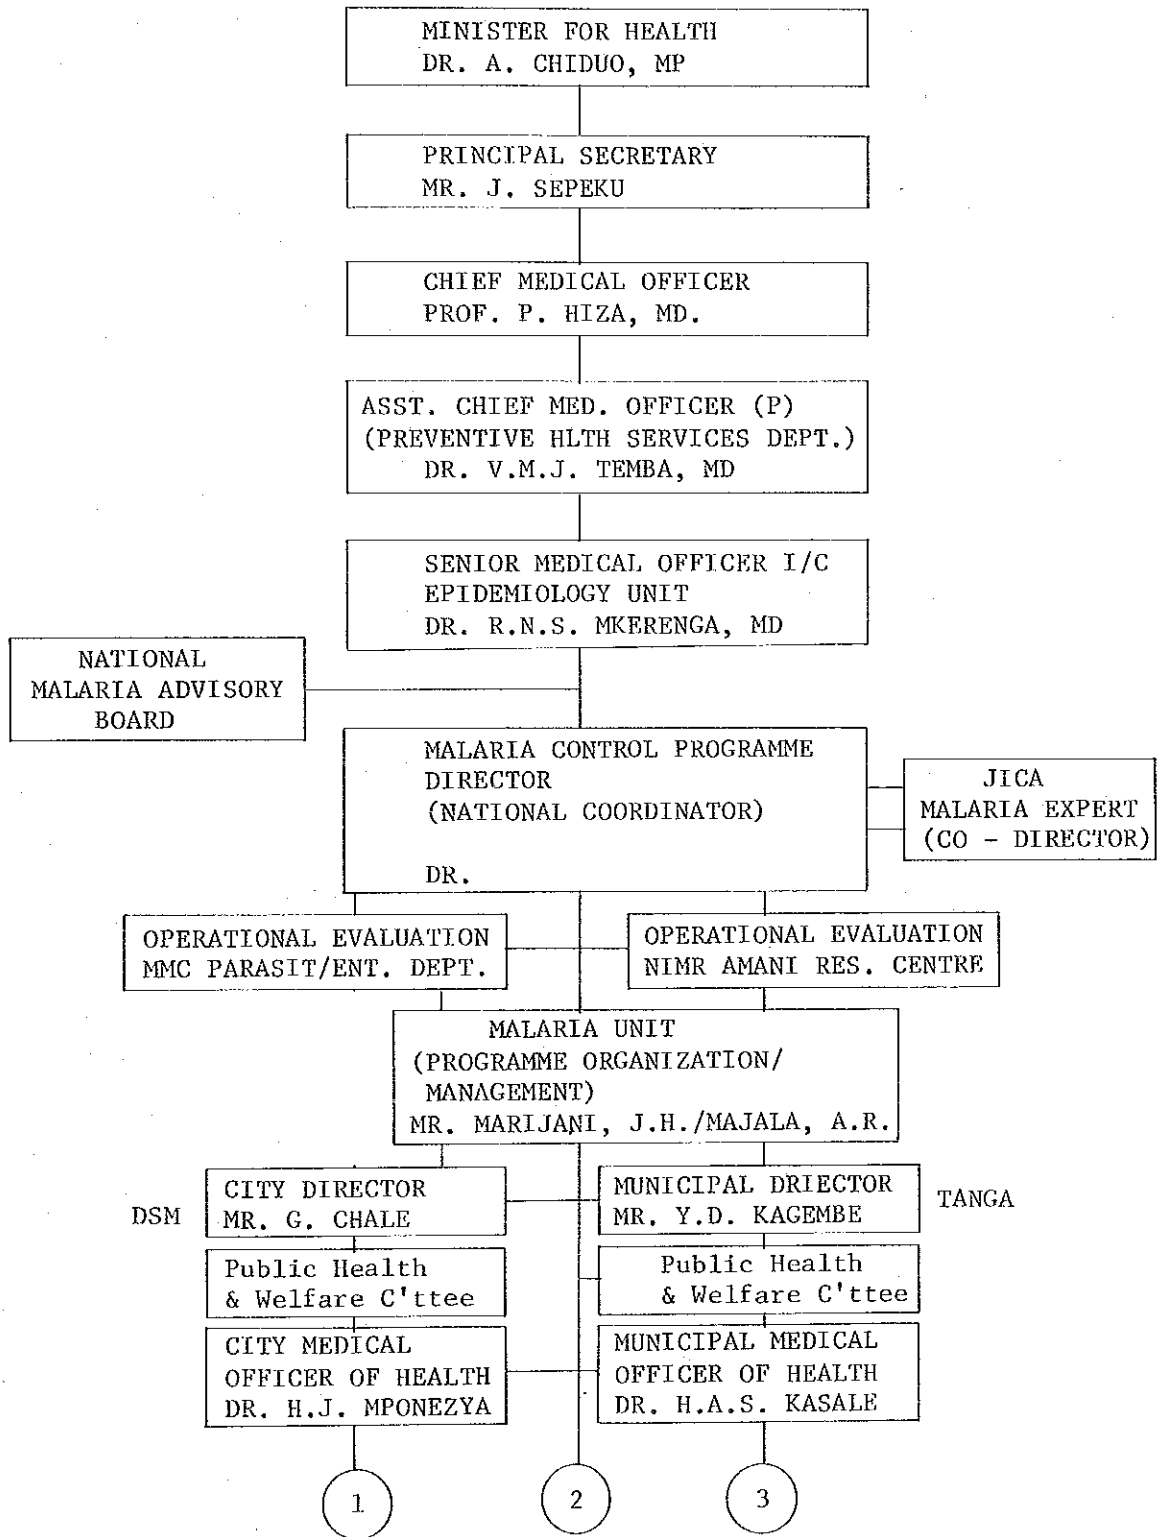 MINISTER FOR HEALTH
DR. A. CHIDUO, MP
PRINCIPAL SECRETARY
MR. J. SEPEKU
CHIEF MEDICAL OFFICER
PROF. P. HIZA, MD.
ASST. CHIEF MED. OFFICER (P)
(PREVENTIVE HLTH SERVICES DEPT.)
DR. V.M.J. TEMBA, MD
SENIOR MEDICAL OFFICER I/C
EPIDEMIOLOGY UNIT
DR. R.N.S. MKERENGA, MD
NATIONAL
MALARIA ADVISORY
BOARD
MALARIA CONTROL PROGRAMME
DIRECTOR
(NATIONAL COORDINATOR)
DR.
JICA
MALARIA EXPERT
(CO - DIRECTOR)
OPERATIONAL EVALUATION
MMC PARASIT/ENT. DEPT.
OPERATIONAL EVALUATION
NIMR AMANI RES. CENTRE
MALARIA UNIT
(PROGRAMME ORGANIZATION/
MANAGEMENT)
MR. MARIJANI, J.H./MAJALA, A.R.
DSM
CITY DIRECTOR
MR. G. CHALE
MUNICIPAL DRIECTOR
MR. Y.D. KAGEMBE
TANGA
Public Health
& Welfare C'ttee
Public Health
& Welfare C'ttee
CITY MEDICAL
OFFICER OF HEALTH
DR. H.J. MPONEZYA
MUNICIPAL MEDICAL
OFFICER OF HEALTH
DR. H.A.S. KASALE
1
2
3